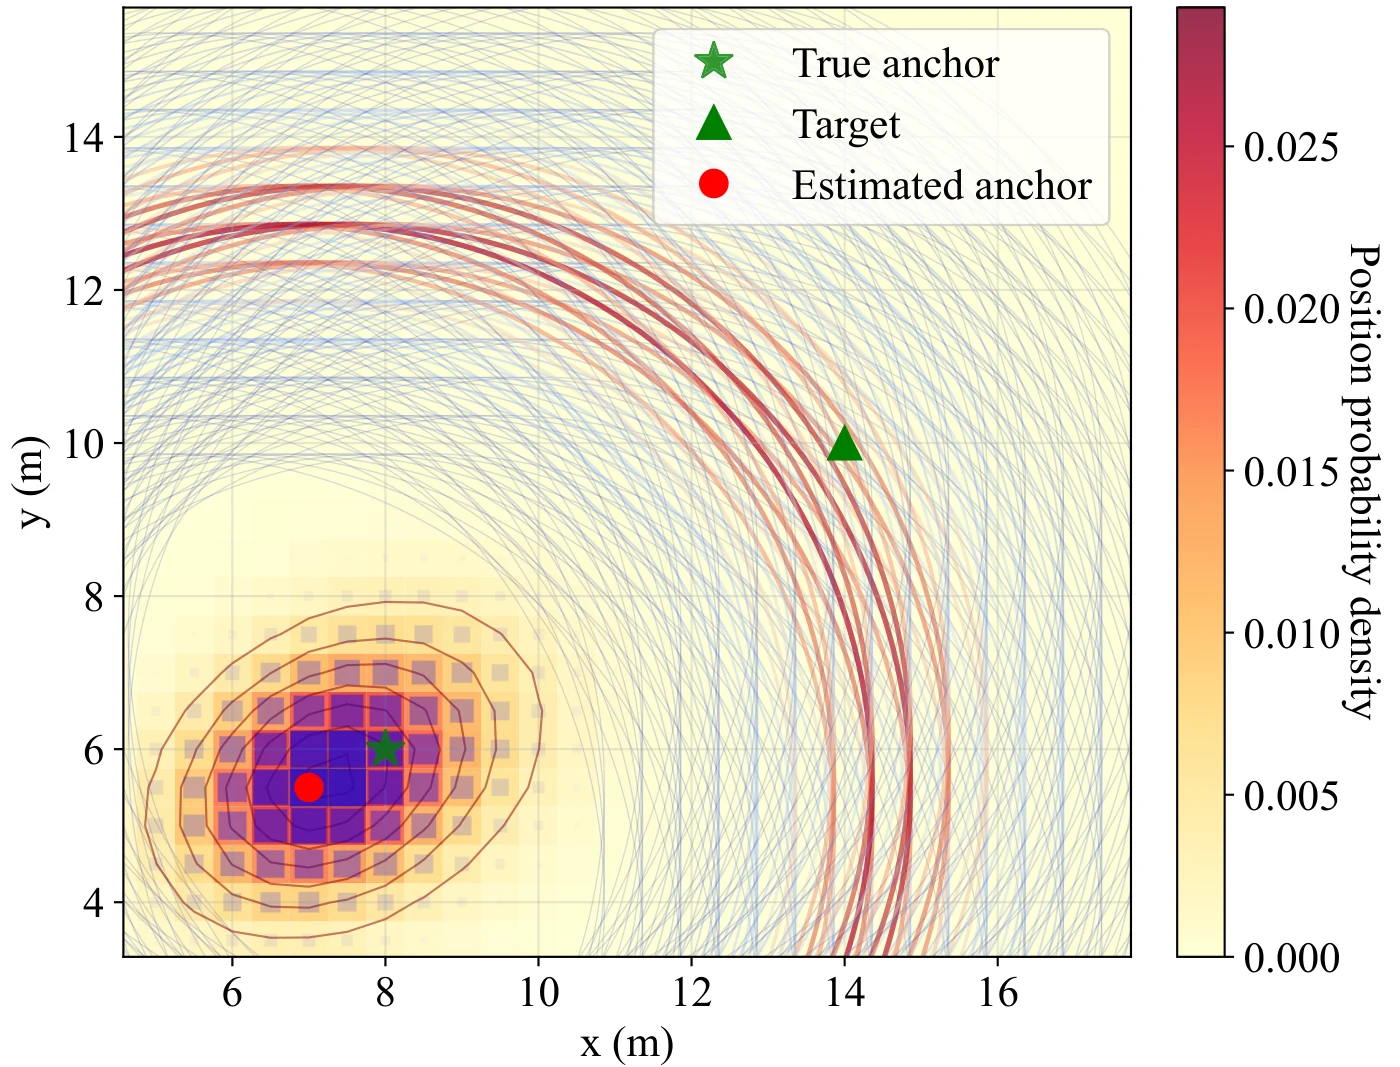 True anchor
Target
Estimated anchor
14
12
10
8
6
4
y (m)
6 8 10 12 14 16
x (m)
0.025
0.020
0.015
0.010
0.005
0.000
Position probability density